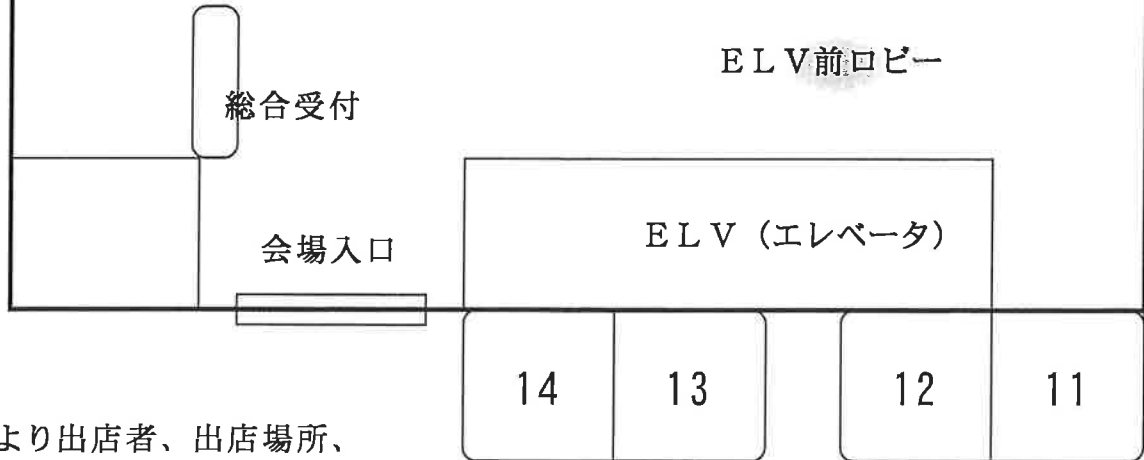 ＥＬＶ前ロビー
総合受付
ＥＬＶ（エレベータ）
会場入口
14 13 12 11
より出店者、出店場所、